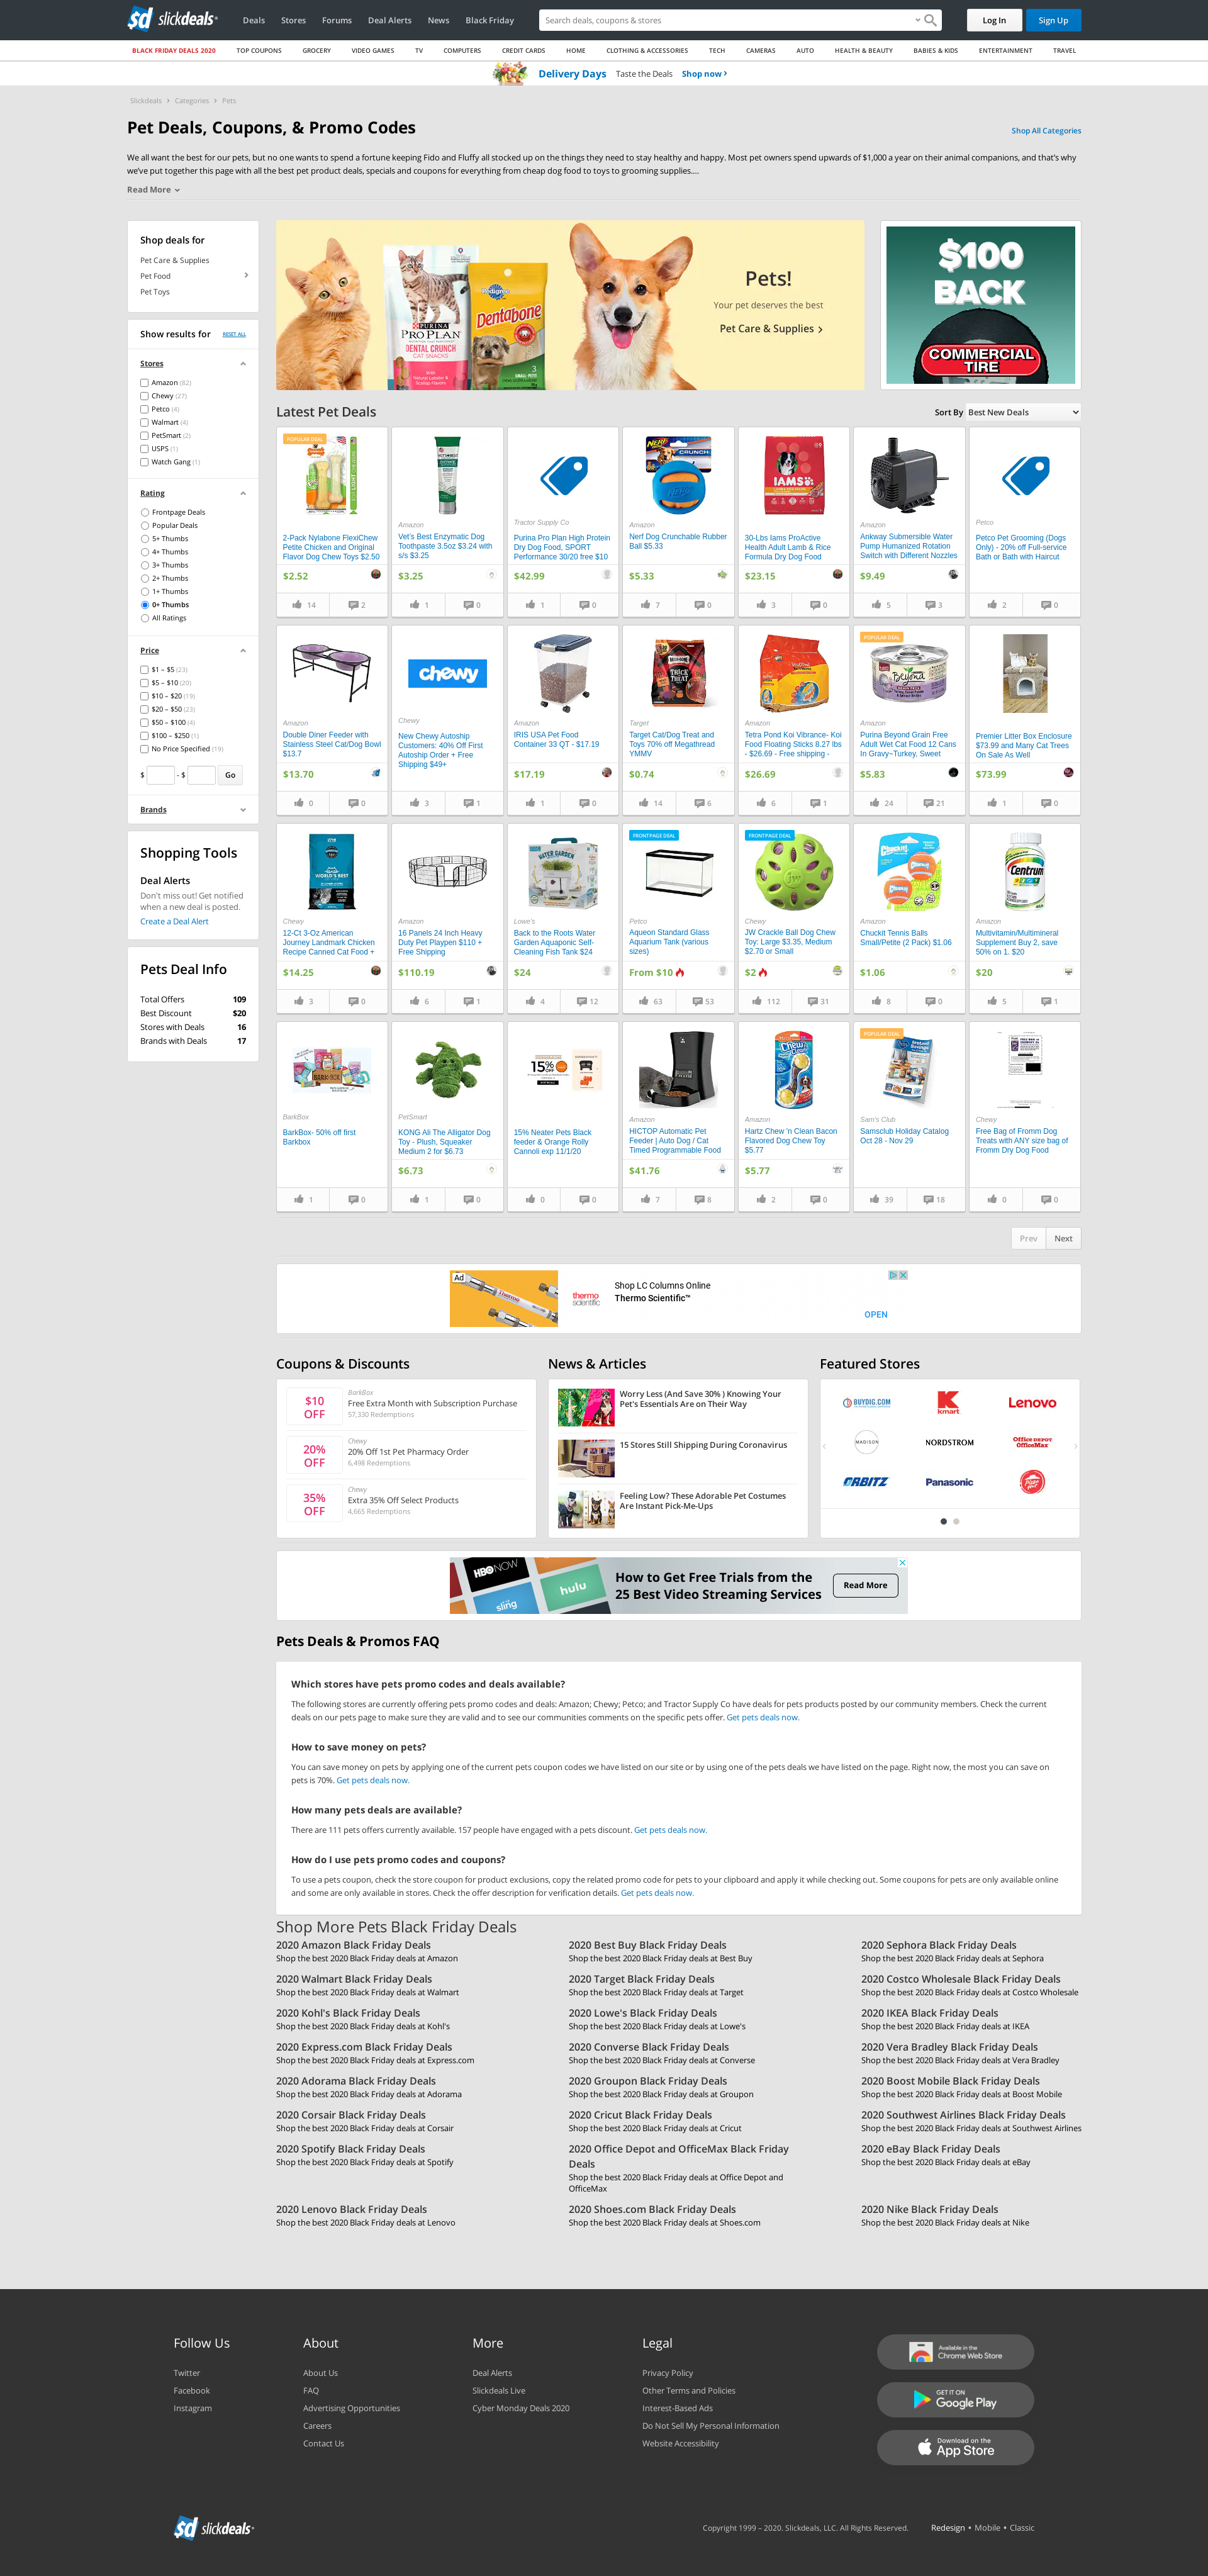 sd slickdeals
Deals Stores Forums Deal Alerts News Black Friday
Search deals, coupons & stores
Log In Sign Up
BLACK FRIDAY DEALS 2020 TOP COUPONS GROCERY VIDEO GAMES TV COMPUTERS CREDIT CARDS HOME CLOTHING & ACCESSORIES TECH CAMERAS AUTO HEALTH & BEAUTY BABIES & KIDS ENTERTAINMENT TRAVEL
Delivery Days Taste the Deals Shop now
Slickdeals > Categories > Pets
Pet Deals, Coupons, & Promo Codes
Shop All Categories
We all want the best for our pets, but no one wants to spend a fortune keeping Fido and Fluffy all stocked up on the things they need to stay healthy and happy. Most pet owners spend upwards of $1,000 a year on their animal companions, and that's why
we've put together this page with all the best pet product deals, specials and coupons for everything from cheap dog food to toys to grooming supplies....
Read More
Shop deals for
Pet Care & Supplies
Pet Food
Pet Toys
Show results for RESET ALL
Stores
Amazon (82)
Chewy (27)
Petco (4)
Walmart (4)
PetSmart (2)
USPS (1)
Watch Gang (1)
Rating
Frontpage Deals
Popular Deals
5+ Thumbs
4+ Thumbs
3+ Thumbs
2+ Thumbs
1+ Thumbs
0+ Thumbs
All Ratings
Price
$1 – $5 (23)
$5 – $10 (20)
$10 – $20 (19)
$20 – $50 (23)
$50 – $100 (4)
$100 – $250 (1)
No Price Specified (19)
$ - $ Go
Brands
Shopping Tools
Deal Alerts
Don't miss out! Get notified
when a new deal is posted.
Create a Deal Alert
Pets Deal Info
Total Offers 109
Best Discount $20
Stores with Deals 16
Brands with Deals 17
PURINA
PRO PLAN
DENTAL CRUNCH
CAT SNACKS
Pedigree
Dentabone
Pets!
Your pet deserves the best
Pet Care & Supplies
$100
BACK
COMMERCIAL
TIRE
Latest Pet Deals
Sort By Best New Deals
POPULAR DEAL
2-Pack Nylabone FlexiChew
Petite Chicken and Original
Flavor Dog Chew Toys $2.50
$2.52
14 2
Amazon
Vet's Best Enzymatic Dog
Toothpaste 3.5oz $3.24 with
s/s $3.25
$3.25
1 0
Tractor Supply Co
Purina Pro Plan High Protein
Dry Dog Food, SPORT
Performance 30/20 free $10
$42.99
1 0
NERF
CRUNCH
Amazon
Nerf Dog Crunchable Rubber
Ball $5.33
$5.33
7 0
IAMS
30-Lbs Iams ProActive
Health Adult Lamb & Rice
Formula Dry Dog Food
$23.15
3 0
Amazon
Ankway Submersible Water
Pump Humanized Rotation
Switch with Different Nozzles
$9.49
5 3
Petco
Petco Pet Grooming (Dogs
Only) - 20% off Full-service
Bath or Bath with Haircut
2 0
Amazon
Double Diner Feeder with
Stainless Steel Cat/Dog Bowl
$13.7
$13.70
0 0
chewy
Chewy
New Chewy Autoship
Customers: 40% Off First
Autoship Order + Free
Shipping $49+
3 1
Amazon
IRIS USA Pet Food
Container 33 QT - $17.19
$17.19
1 0
TRICK
TREAT
Target
Target Cat/Dog Treat and
Toys 70% off Megathread
YMMV
$0.74
14 6
Amazon
Tetra Pond Koi Vibrance- Koi
Food Floating Sticks 8.27 lbs
- $26.69 - Free shipping -
$26.69
6 1
POPULAR DEAL
Beyond
Amazon
Purina Beyond Grain Free
Adult Wet Cat Food 12 Cans
In Gravy~Turkey, Sweet
$5.83
24 21
Premier Litter Box Enclosure
$73.99 and Many Cat Trees
On Sale As Well
$73.99
1 0
WORLD'S BEST
Chewy
12-Ct 3-Oz American
Journey Landmark Chicken
Recipe Canned Cat Food +
$14.25
3 0
Amazon
16 Panels 24 Inch Heavy
Duty Pet Playpen $110 +
Free Shipping
$110.19
6 1
WATER GARDEN
Lowe's
Back to the Roots Water
Garden Aquaponic Self-
Cleaning Fish Tank $24
$24
4 12
FRONTPAGE DEAL
Petco
Aqueon Standard Glass
Aquarium Tank (various
sizes)
From $10
63 53
FRONTPAGE DEAL
Chewy
JW Crackle Ball Dog Chew
Toy: Large $3.35, Medium
$2.70 or Small
$2
112 31
Chuckit!
Amazon
Chuckit Tennis Balls
Small/Petite (2 Pack) $1.06
$1.06
8 0
Centrum
Amazon
Multivitamin/Multimineral
Supplement Buy 2, save
50% on 1. $20
$20
5 1
BARKBOX
BarkBox
BarkBox- 50% off first
Barkbox
1 0
PetSmart
KONG Ali The Alligator Dog
Toy - Plush, Squeaker
Medium 2 for $6.73
$6.73
1 0
15%
15% Neater Pets Black
feeder & Orange Rolly
Cannoli exp 11/1/20
0 0
Amazon
HICTOP Automatic Pet
Feeder | Auto Dog / Cat
Timed Programmable Food
$41.76
7 8
Chew
Amazon
Hartz Chew 'n Clean Bacon
Flavored Dog Chew Toy
$5.77
$5.77
2 0
POPULAR DEAL
Sam's Club
Samsclub Holiday Catalog
Oct 28 - Nov 29
39 18
Chewy
Free Bag of Fromm Dog
Treats with ANY size bag of
Fromm Dry Dog Food
0 0
Prev Next
Ad
thermo
scientific
Shop LC Columns Online
Thermo Scientific™
OPEN
Coupons & Discounts
$10
OFF
BarkBox
Free Extra Month with Subscription Purchase
57,330 Redemptions
20%
OFF
Chewy
20% Off 1st Pet Pharmacy Order
6,498 Redemptions
35%
OFF
Chewy
Extra 35% Off Select Products
4,665 Redemptions
News & Articles
Worry Less (And Save 30% ) Knowing Your
Pet's Essentials Are on Their Way
15 Stores Still Shipping During Coronavirus
Feeling Low? These Adorable Pet Costumes
Are Instant Pick-Me-Ups
Featured Stores
BUYDIG.COM
kmart
Lenovo
MADISON
NORDSTROM
Office DEPOT
OfficeMax
ORBITZ
Panasonic
HBO NOW
hulu
sling
How to Get Free Trials from the
25 Best Video Streaming Services
Read More
Pets Deals & Promos FAQ
Which stores have pets promo codes and deals available?
The following stores are currently offering pets promo codes and deals: Amazon; Chewy; Petco; and Tractor Supply Co have deals for pets products posted by our community members. Check the current
deals on our pets page to make sure they are valid and to see our communities comments on the specific pets offer. Get pets deals now.
How to save money on pets?
You can save money on pets by applying one of the current pets coupon codes we have listed on our site or by using one of the pets deals we have listed on the page. Right now, the most you can save on
pets is 70%. Get pets deals now.
How many pets deals are available?
There are 111 pets offers currently available. 157 people have engaged with a pets discount. Get pets deals now.
How do I use pets promo codes and coupons?
To use a pets coupon, check the store coupon for product exclusions, copy the related promo code for pets to your clipboard and apply it while checking out. Some coupons for pets are only available online
and some are only available in stores. Check the offer description for verification details. Get pets deals now.
Shop More Pets Black Friday Deals
2020 Amazon Black Friday Deals
Shop the best 2020 Black Friday deals at Amazon
2020 Best Buy Black Friday Deals
Shop the best 2020 Black Friday deals at Best Buy
2020 Sephora Black Friday Deals
Shop the best 2020 Black Friday deals at Sephora
2020 Walmart Black Friday Deals
Shop the best 2020 Black Friday deals at Walmart
2020 Target Black Friday Deals
Shop the best 2020 Black Friday deals at Target
2020 Costco Wholesale Black Friday Deals
Shop the best 2020 Black Friday deals at Costco Wholesale
2020 Kohl's Black Friday Deals
Shop the best 2020 Black Friday deals at Kohl's
2020 Lowe's Black Friday Deals
Shop the best 2020 Black Friday deals at Lowe's
2020 IKEA Black Friday Deals
Shop the best 2020 Black Friday deals at IKEA
2020 Express.com Black Friday Deals
Shop the best 2020 Black Friday deals at Express.com
2020 Converse Black Friday Deals
Shop the best 2020 Black Friday deals at Converse
2020 Vera Bradley Black Friday Deals
Shop the best 2020 Black Friday deals at Vera Bradley
2020 Adorama Black Friday Deals
Shop the best 2020 Black Friday deals at Adorama
2020 Groupon Black Friday Deals
Shop the best 2020 Black Friday deals at Groupon
2020 Boost Mobile Black Friday Deals
Shop the best 2020 Black Friday deals at Boost Mobile
2020 Corsair Black Friday Deals
Shop the best 2020 Black Friday deals at Corsair
2020 Cricut Black Friday Deals
Shop the best 2020 Black Friday deals at Cricut
2020 Southwest Airlines Black Friday Deals
Shop the best 2020 Black Friday deals at Southwest Airlines
2020 Spotify Black Friday Deals
Shop the best 2020 Black Friday deals at Spotify
2020 Office Depot and OfficeMax Black Friday
Deals
Shop the best 2020 Black Friday deals at Office Depot and
OfficeMax
2020 eBay Black Friday Deals
Shop the best 2020 Black Friday deals at eBay
2020 Lenovo Black Friday Deals
Shop the best 2020 Black Friday deals at Lenovo
2020 Shoes.com Black Friday Deals
Shop the best 2020 Black Friday deals at Shoes.com
2020 Nike Black Friday Deals
Shop the best 2020 Black Friday deals at Nike
Follow Us
Twitter
Facebook
Instagram
About
About Us
FAQ
Advertising Opportunities
Careers
Contact Us
More
Deal Alerts
Slickdeals Live
Cyber Monday Deals 2020
Legal
Privacy Policy
Other Terms and Policies
Interest-Based Ads
Do Not Sell My Personal Information
Website Accessibility
Available in the
Chrome Web Store
GET IT ON
Google Play
Download on the
App Store
sd slickdeals
Copyright 1999 – 2020. Slickdeals, LLC. All Rights Reserved. Redesign • Mobile • Classic